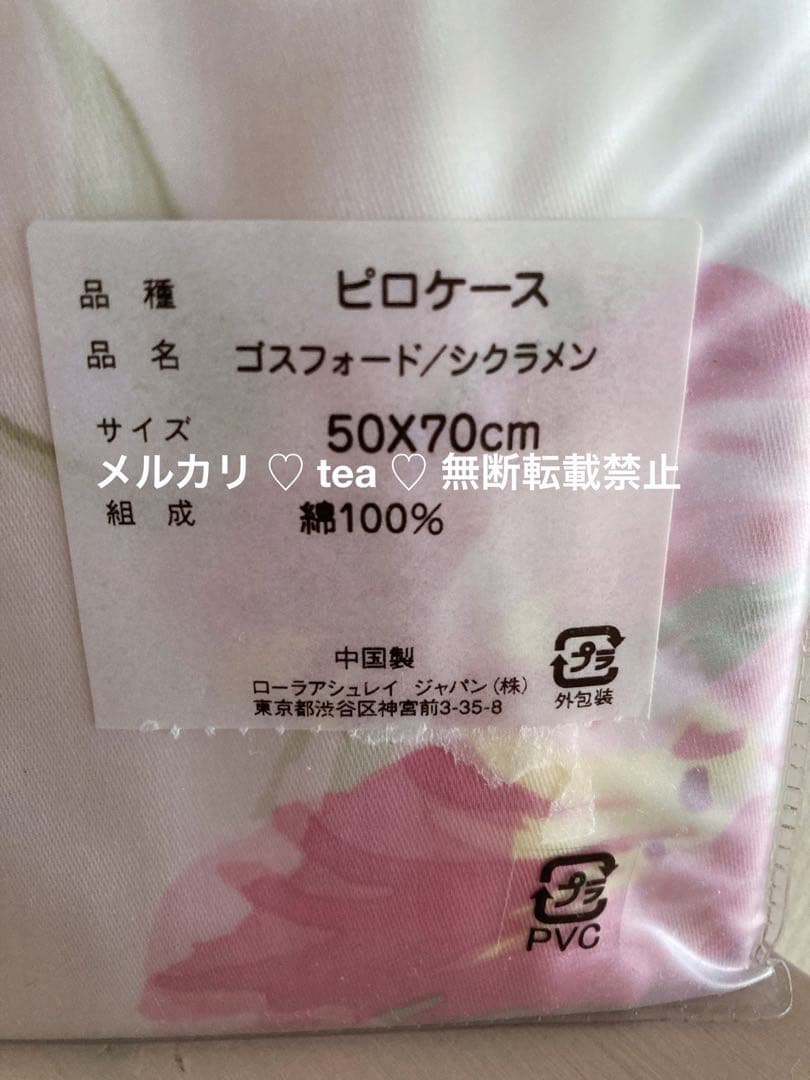 品 種 ピロケース
品 名 ゴスフォード/シクラメン
サイズ 50X70cm
メルカリ ♡ tea ♡ 無断転載禁止
組 成 綿100%
中国製
ローラアシュレイ ジャパン(株)
東京都渋谷区神宮前3-35-8
プラ
外包装
プラ
PVC